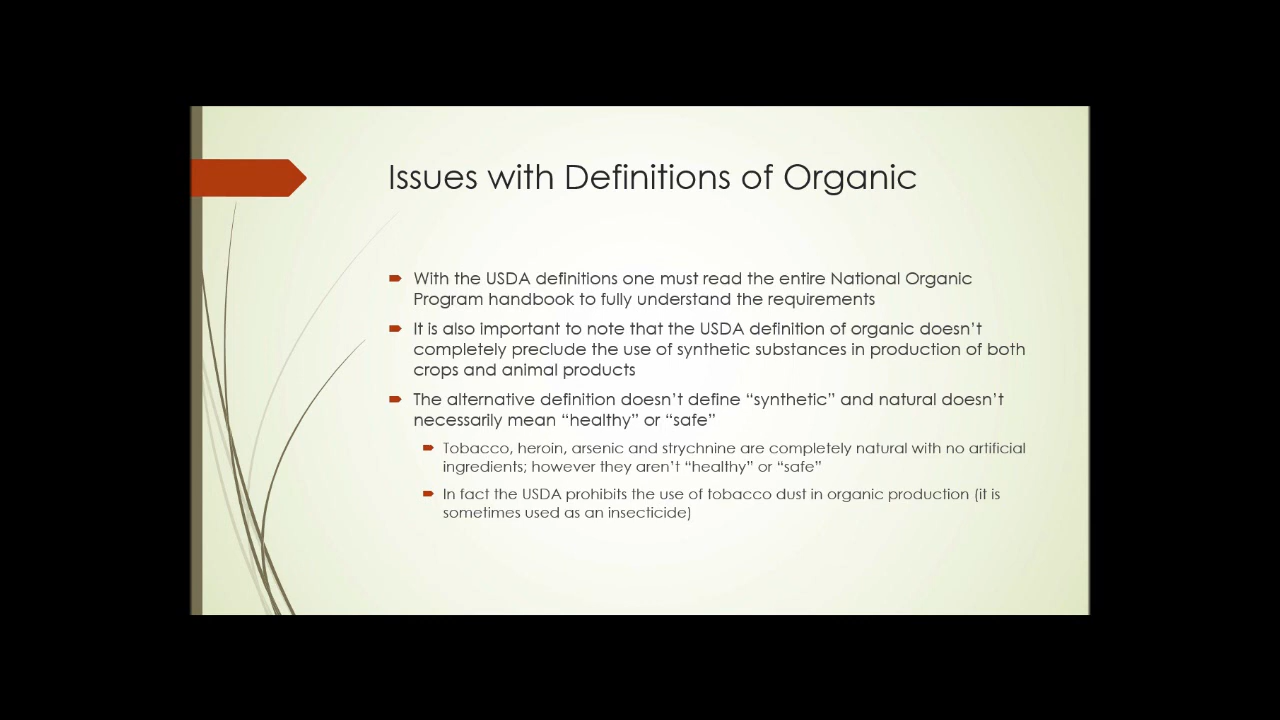 Issues with Definitions of Organic
With the USDA definitions one must read the entire National Organic
Program handbook to fully understand the requirements
It is also important to note that the USDA definition of organic doesn’t
completely preclude the use of synthetic substances in production of both
crops and animal products
The alternative definition doesn’t define “synthetic” and natural doesn’t
necessarily mean “healthy” or “safe”
Tobacco, heroin, arsenic and strychnine are completely natural with no artificial
ingredients; however they aren’t “healthy” or “safe”
In fact the USDA prohibits the use of tobacco dust in organic production (it is
sometimes used as an insecticide)